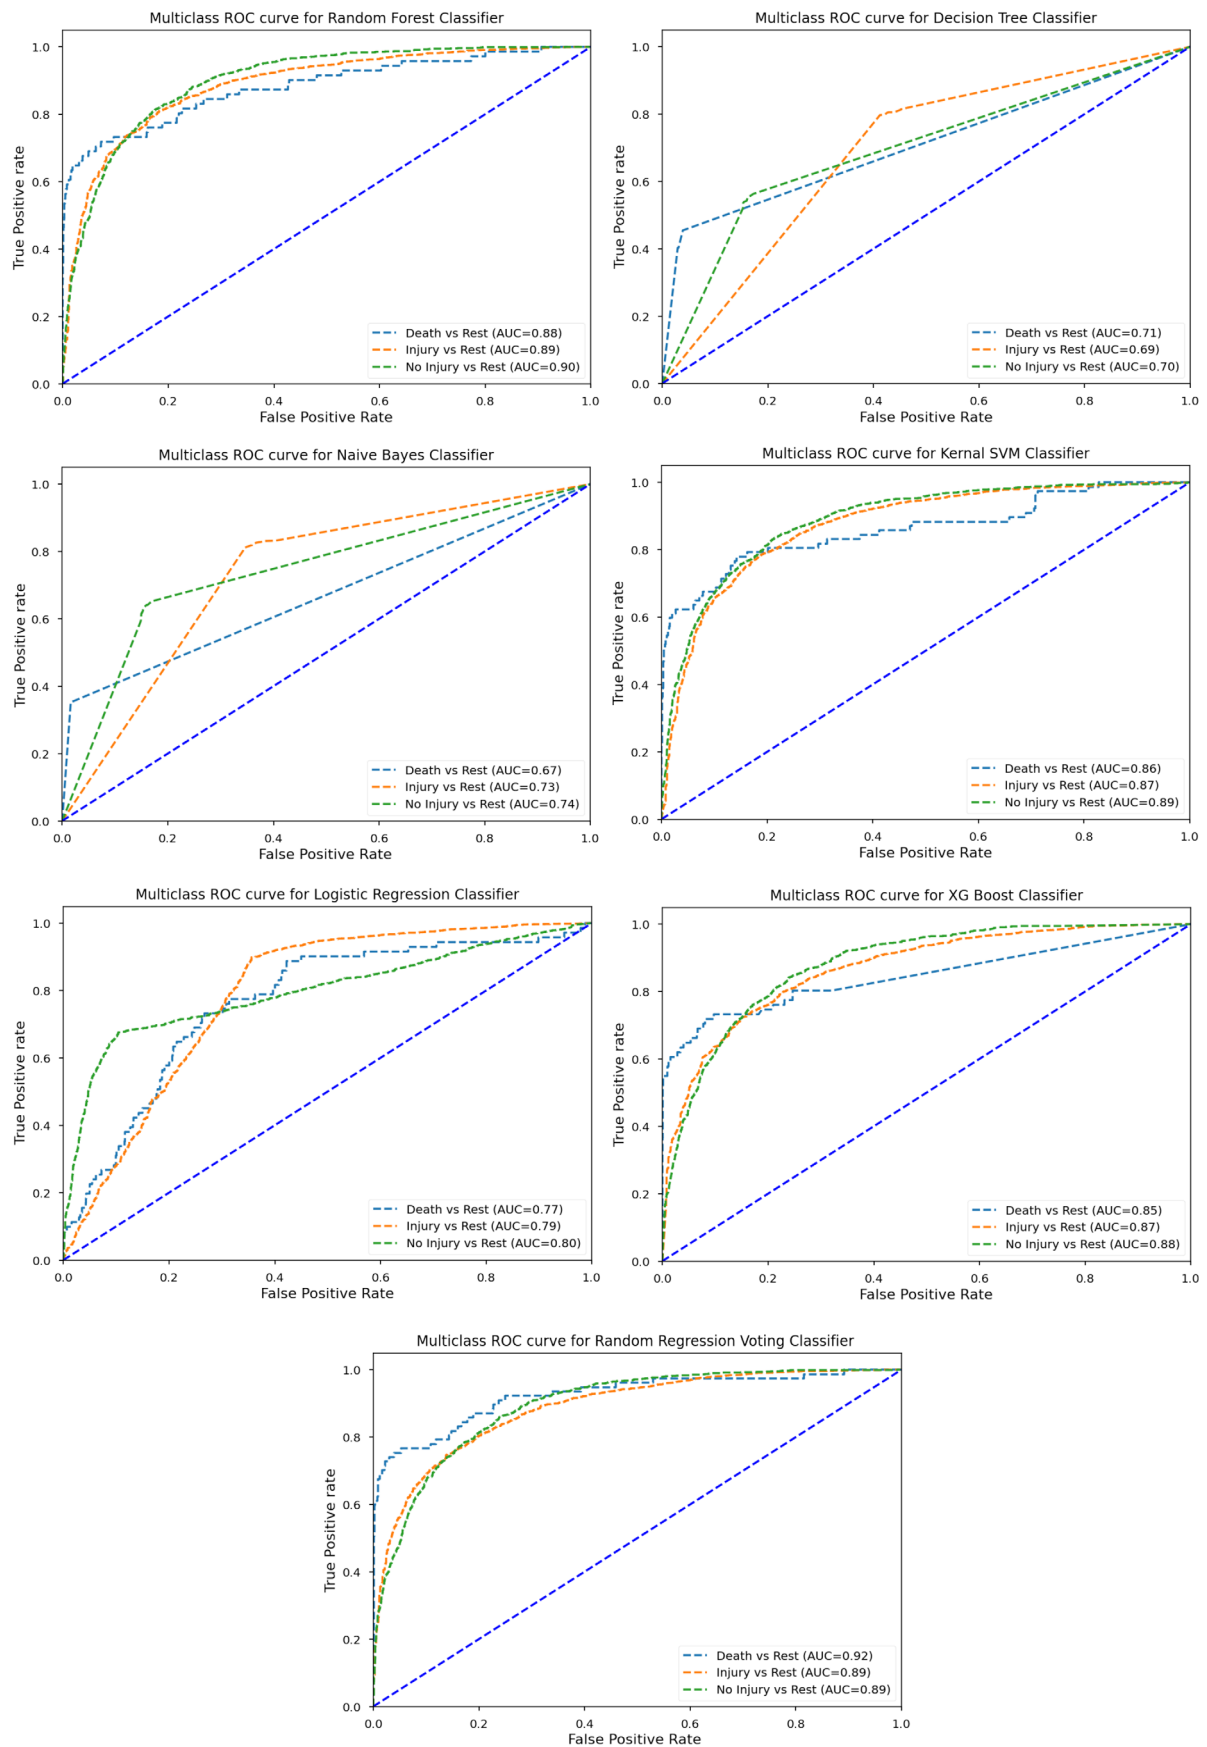 Multiclass ROC curve for Random Forest Classifier
True Positive rate
1.0
0.8
0.6
0.4
0.2
0.0
Death vs Rest (AUC=0.88)
Injury vs Rest (AUC=0.89)
No Injury vs Rest (AUC=0.90)
0.0 0.2 0.4 0.6 0.8 1.0
False Positive Rate
Multiclass ROC curve for Decision Tree Classifier
True Positive rate
1.0
0.8
0.6
0.4
0.2
0.0
Death vs Rest (AUC=0.71)
Injury vs Rest (AUC=0.69)
No Injury vs Rest (AUC=0.70)
0.0 0.2 0.4 0.6 0.8 1.0
False Positive Rate
Multiclass ROC curve for Naive Bayes Classifier
True Positive rate
1.0
0.8
0.6
0.4
0.2
0.0
Death vs Rest (AUC=0.67)
Injury vs Rest (AUC=0.73)
No Injury vs Rest (AUC=0.74)
0.0 0.2 0.4 0.6 0.8 1.0
False Positive Rate
Multiclass ROC curve for Kernal SVM Classifier
True Positive rate
1.0
0.8
0.6
0.4
0.2
0.0
Death vs Rest (AUC=0.86)
Injury vs Rest (AUC=0.87)
No Injury vs Rest (AUC=0.89)
0.0 0.2 0.4 0.6 0.8 1.0
False Positive Rate
Multiclass ROC curve for Logistic Regression Classifier
True Positive rate
1.0
0.8
0.6
0.4
0.2
0.0
Death vs Rest (AUC=0.77)
Injury vs Rest (AUC=0.79)
No Injury vs Rest (AUC=0.80)
0.0 0.2 0.4 0.6 0.8 1.0
False Positive Rate
Multiclass ROC curve for XG Boost Classifier
True Positive rate
1.0
0.8
0.6
0.4
0.2
0.0
Death vs Rest (AUC=0.85)
Injury vs Rest (AUC=0.87)
No Injury vs Rest (AUC=0.88)
0.0 0.2 0.4 0.6 0.8 1.0
False Positive Rate
Multiclass ROC curve for Random Regression Voting Classifier
True Positive rate
1.0
0.8
0.6
0.4
0.2
0.0
Death vs Rest (AUC=0.92)
Injury vs Rest (AUC=0.89)
No Injury vs Rest (AUC=0.89)
0.0 0.2 0.4 0.6 0.8 1.0
False Positive Rate